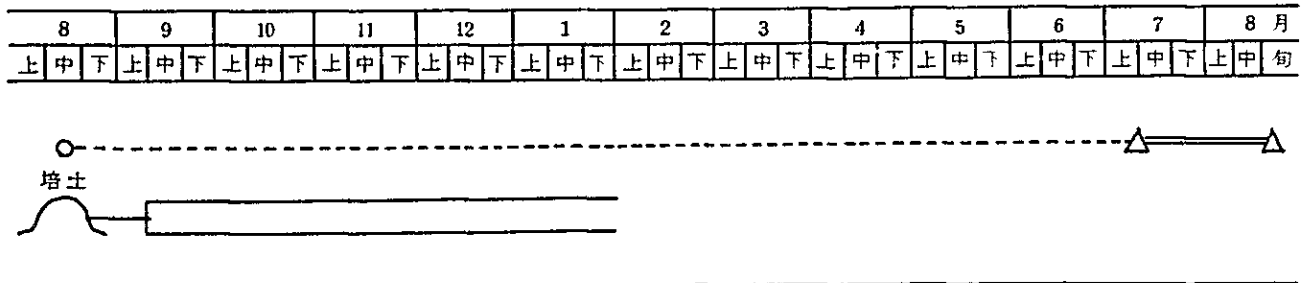 8 9 10 11 12 1 2 3 4 5 6 7 8 月
上 中 下 上 中 下 上 中 下 上 中 下 上 中 下 上 中 下 上 中 下 上 中 下 上 中 下 上 中 下 上 中 下 上 中 下 上 中 旬
培土